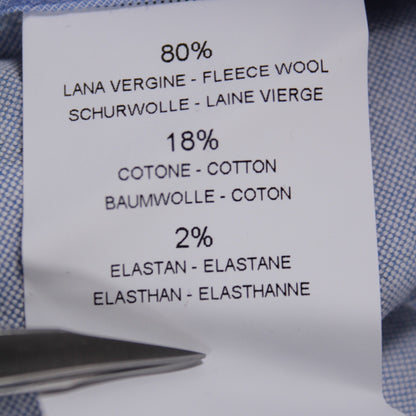 80%
LANA VERGINE - FLEECE WOOL
SCHURWOLLE - LAINE VIERGE
18%
COTONE - COTTON
BAUMWOLLE - COTON
2%
ELASTAN - ELASTANE
ELASTHAN - ELASTHANNE